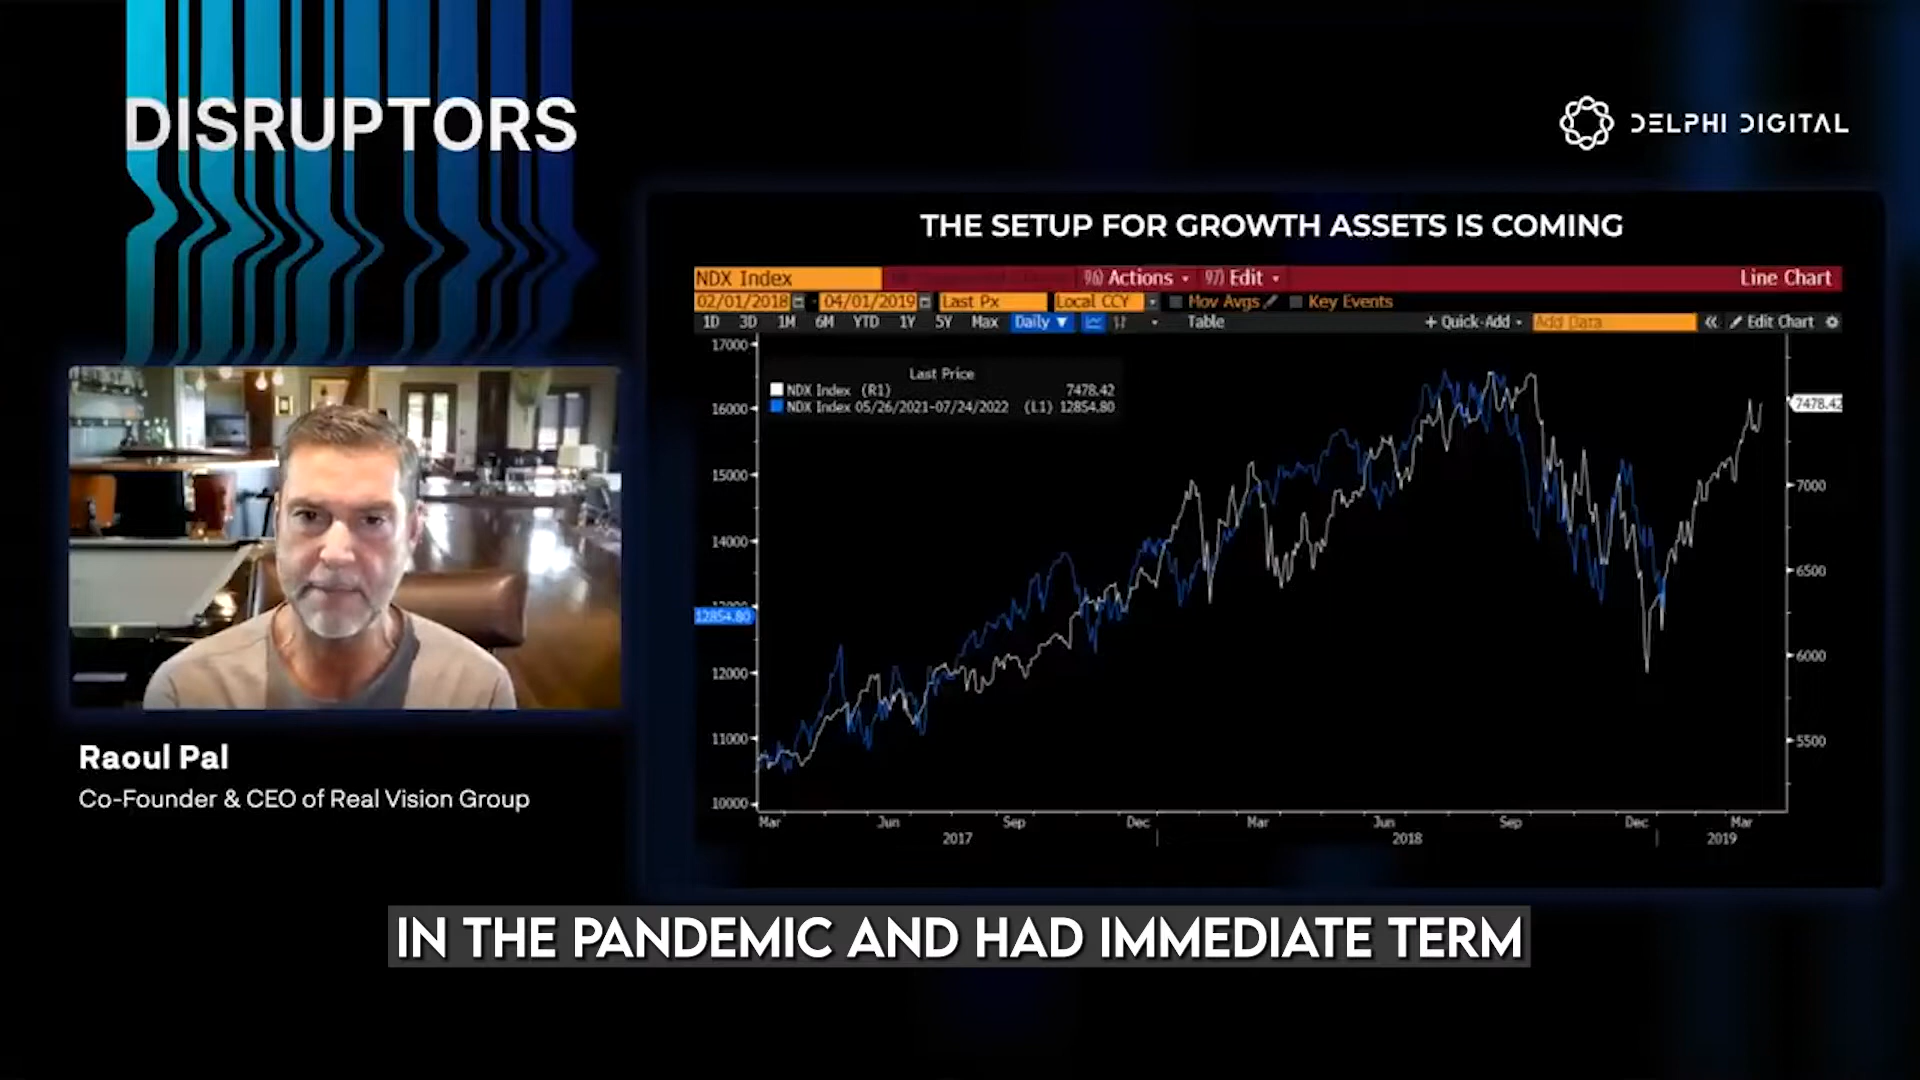 DISRUPTORS
DELPHI DIGITAL
THE SETUP FOR GROWTH ASSETS IS COMING
NDX Index 96) Actions 97) Edit Line Chart
02/01/2018 - 04/01/2019 Last Px Local CCY Mov Avgs Key Events
1D 3D 1M 6M YTD 1Y 5Y Max Daily ▼ Table + Quick-Add Add Data « Edit Chart
Last Price
NDX Index (R1) 7478.42
NDX Index 05/26/2021-07/24/2022 (L1) 12854.80
17000
16000
15000
14000
13000
12854.80
12000
11000
10000
7478.42
7000
6500
6000
5500
Mar Jun Sep Dec Mar Jun Sep Dec Mar
2017 2018 2019
Raoul Pal
Co-Founder & CEO of Real Vision Group
IN THE PANDEMIC AND HAD IMMEDIATE TERM